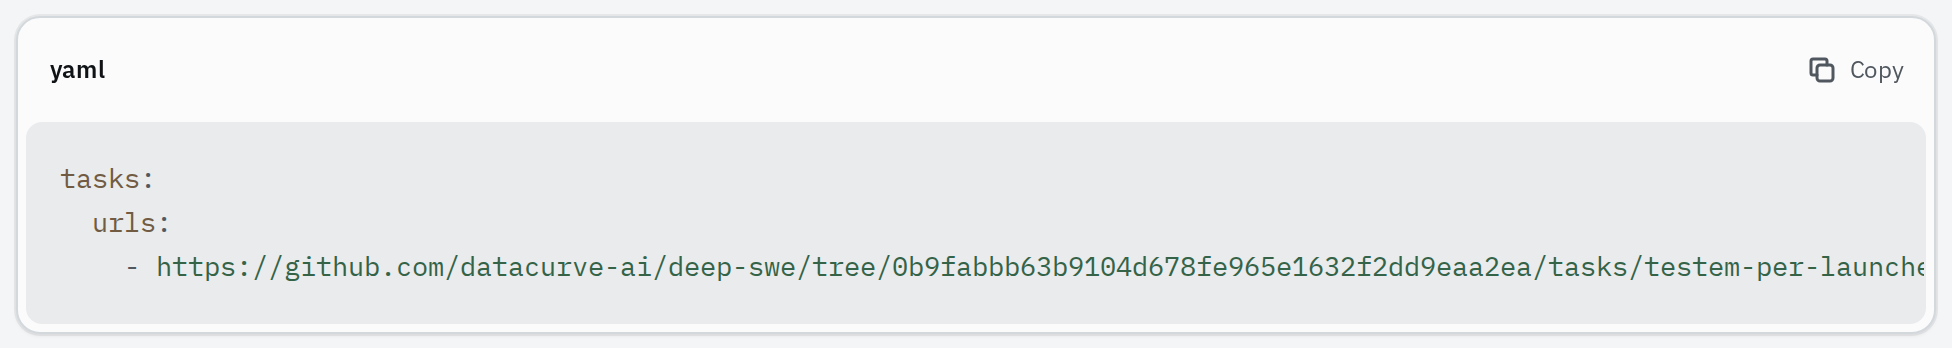 yaml
Copy
tasks:
  urls:
    - https://github.com/datacurve-ai/deep-swe/tree/0b9fabbb63b9104d678fe965e1632f2dd9eaa2ea/tasks/testem-per-launche